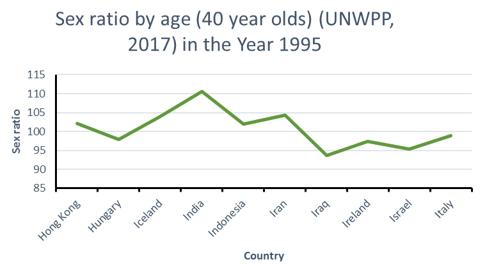 Sex ratio by age (40 year olds) (UNWPP,
2017) in the Year 1995
115
110
105
100
95
90
85
Sex ratio
Hong Kong
Hungary
Iceland
India
Indonesia
Iran
Iraq
Ireland
Israel
Italy
Country